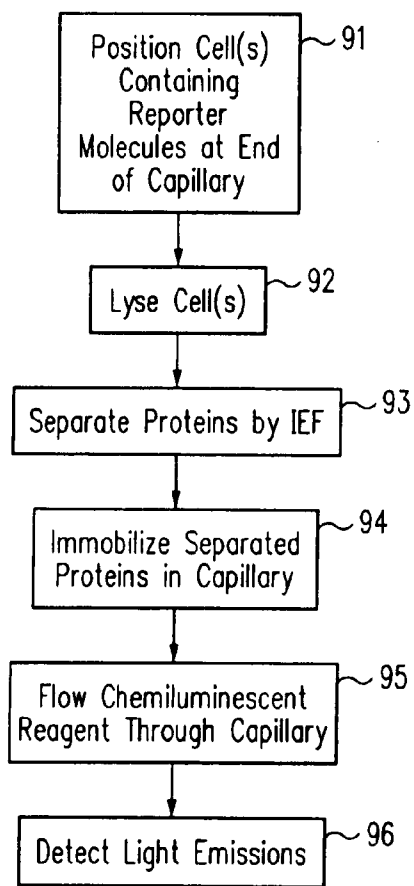 Position Cell(s)
Containing
Reporter
Molecules at End
of Capillary
91
Lyse Cell(s)
92
Separate Proteins by IEF
93
Immobilize Separated
Proteins in Capillary
94
Flow Chemiluminescent
Reagent Through Capillary
95
Detect Light Emissions
96